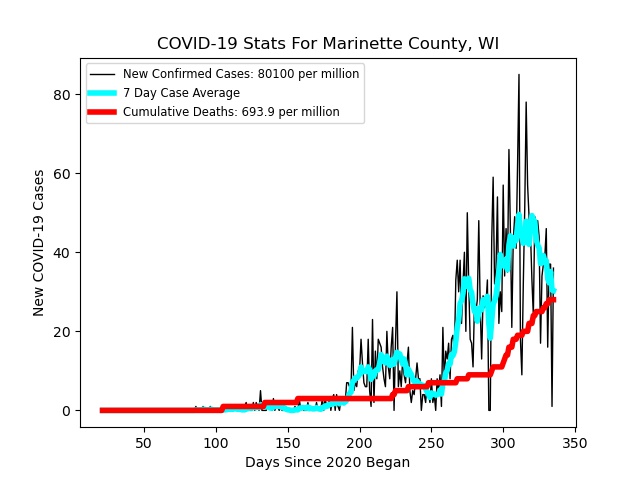 COVID-19 Stats For Marinette County, WI
New Confirmed Cases: 80100 per million
7 Day Case Average
Cumulative Deaths: 693.9 per million
New COVID-19 Cases
80
60
40
20
0
50 100 150 200 250 300 350
Days Since 2020 Began